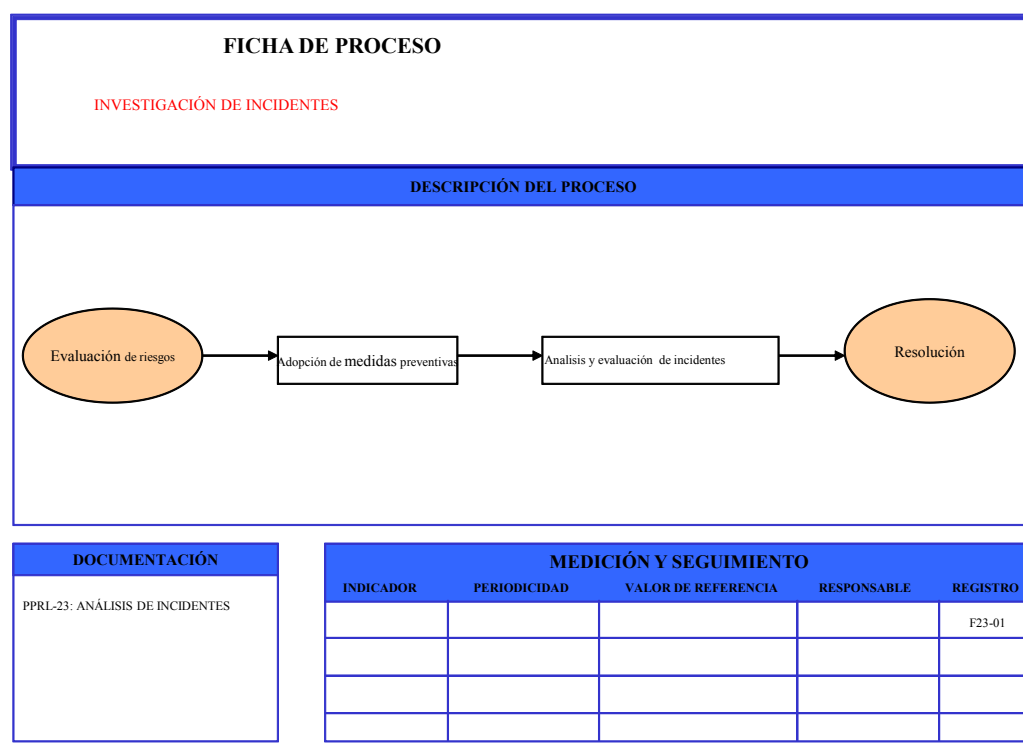 FICHA DE PROCESO
INVESTIGACIÓN DE INCIDENTES
DESCRIPCIÓN DEL PROCESO
Evaluación de riesgos
Adopción de medidas preventivas
Analisis y evaluación de incidentes
Resolución
DOCUMENTACIÓN
PPRL-23: ANÁLISIS DE INCIDENTES
MEDICIÓN Y SEGUIMIENTO
INDICADOR PERIODICIDAD VALOR DE REFERENCIA RESPONSABLE REGISTRO
F23-01